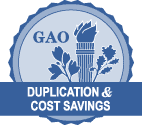 GAO
DUPLICATION &
COST SAVINGS